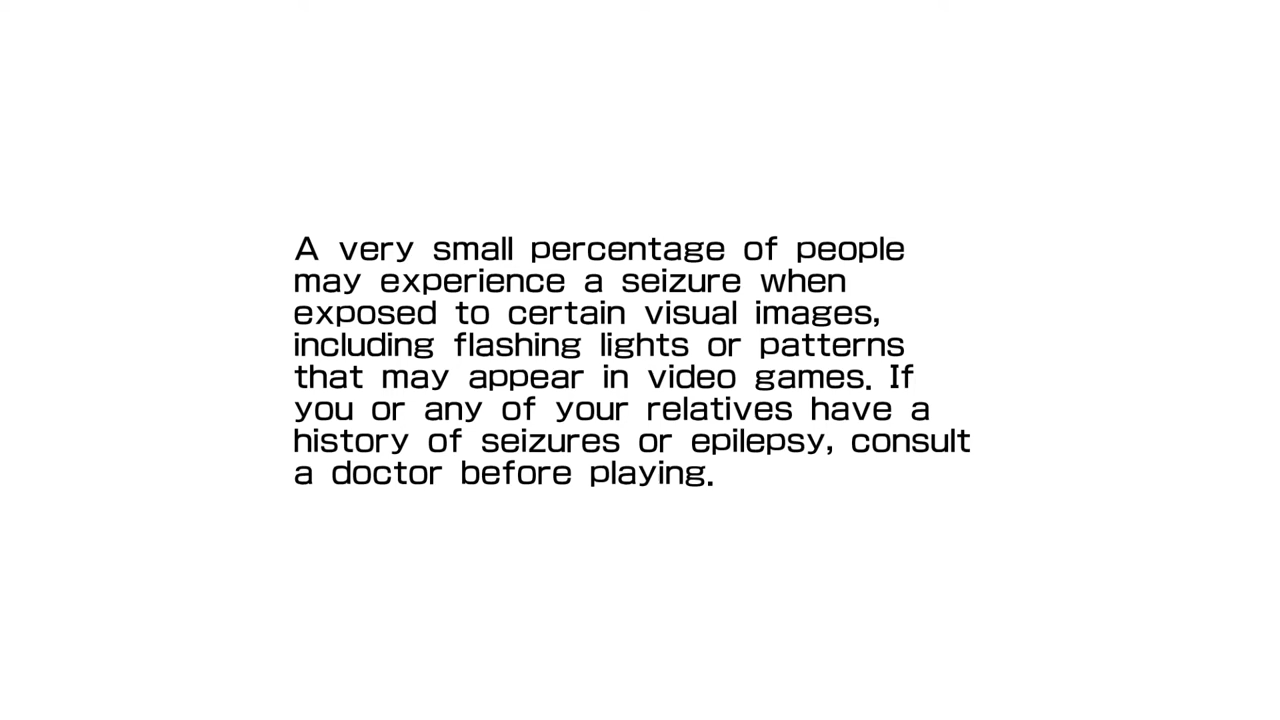 A very small percentage of people
may experience a seizure when
exposed to certain visual images,
including flashing lights or patterns
that may appear in video games. If
you or any of your relatives have a
history of seizures or epilepsy, consult
a doctor before playing.